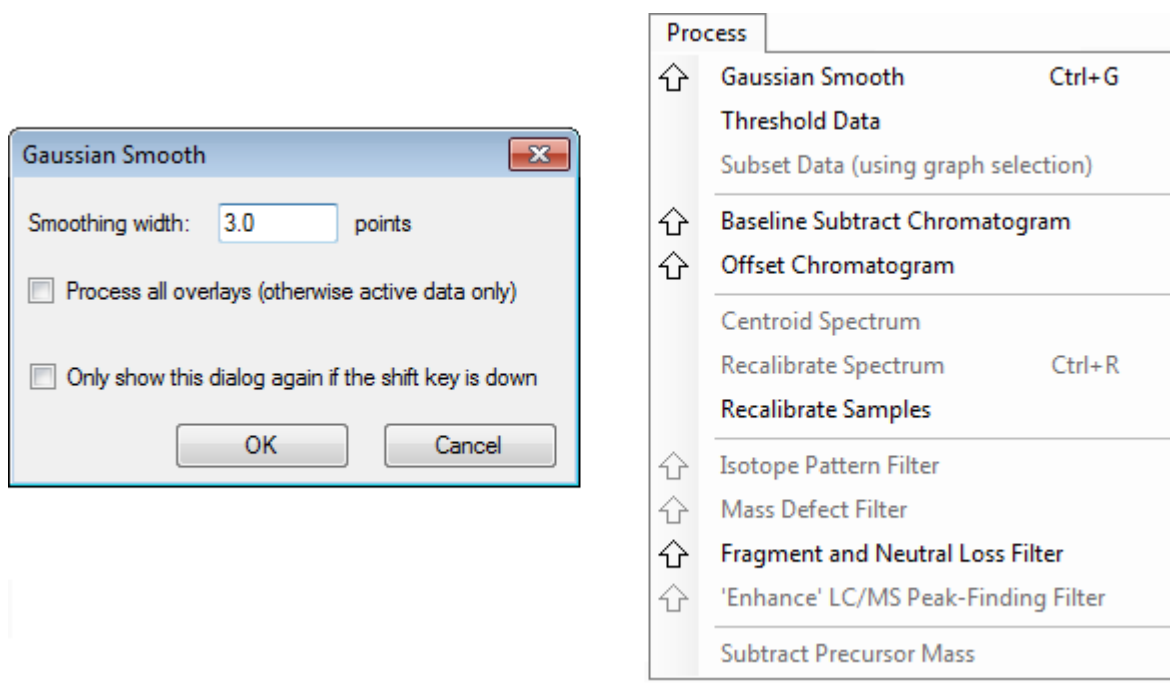 Gaussian Smooth
Smoothing width: 3.0 points
Process all overlays (otherwise active data only)
Only show this dialog again if the shift key is down
OK Cancel
Process
Gaussian Smooth Ctrl+G
Threshold Data
Subset Data (using graph selection)
Baseline Subtract Chromatogram
Offset Chromatogram
Centroid Spectrum
Recalibrate Spectrum Ctrl+R
Recalibrate Samples
Isotope Pattern Filter
Mass Defect Filter
Fragment and Neutral Loss Filter
'Enhance' LC/MS Peak-Finding Filter
Subtract Precursor Mass